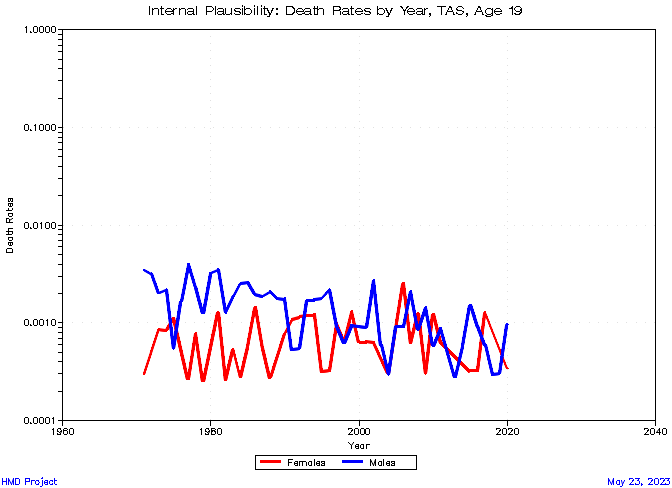 Internal Plausibility: Death Rates by Year, TAS, Age 19
1.0000
0.1000
0.0100
0.0010
0.0001
Death Rates
1960
1980
2000
2020
2040
Year
Females
Males
HMD Project
May 23, 2023